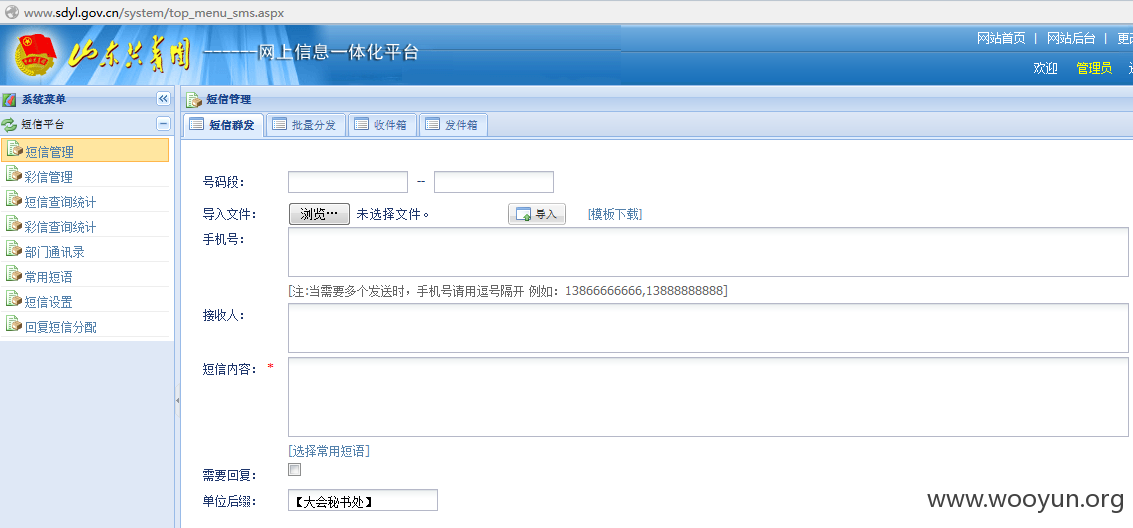 www.sdyl.gov.cn/system/top_menu_sms.aspx
山东共青团 ------网上信息一体化平台
网站首页 | 网站后台 |
欢迎 管理员
系统菜单
短信平台
短信管理
彩信管理
短信查询统计
彩信查询统计
部门通讯录
常用短语
短信设置
回复短信分配
短信管理
短信群发 批量分发 收件箱 发件箱
号码段: --
导入文件: 浏览… 未选择文件。 导入 [模板下载]
手机号:
[注:当需要多个发送时，手机号请用逗号隔开 例如：13866666666,13888888888]
接收人:
短信内容: *
[选择常用短语]
需要回复:
单位后缀: 【大会秘书处】
www.wooyun.org